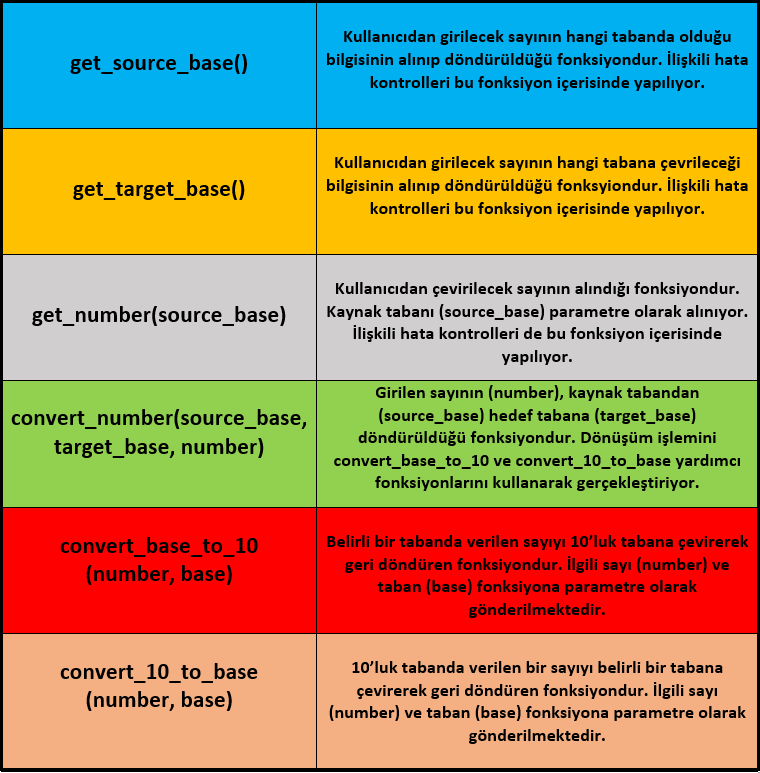 get_source_base()
Kullanıcıdan girilecek sayının hangi tabanda olduğu
bilgisinin alınıp döndürüldüğü fonksiyondur. İlişkili hata
kontrolleri bu fonksiyon içerisinde yapılıyor.
get_target_base()
Kullanıcıdan girilecek sayının hangi tabana çevrileceği
bilgisinin alınıp döndürüldüğü fonksyiondur. İlişkili hata
kontrolleri bu fonksiyon içerisinde yapılıyor.
get_number(source_base)
Kullanıcıdan çevirilecek sayının alındığı fonksiyondur.
Kaynak tabanı (source_base) parametre olarak alınıyor.
İlişkili hata kontrolleri de bu fonksiyon içerisinde
yapılıyor.
convert_number(source_base,
target_base, number)
Girilen sayının (number), kaynak tabandan
(source_base) hedef tabana (target_base)
döndürüldüğü fonksiyondur. Dönüşüm işlemini
convert_base_to_10 ve convert_10_to_base yardımcı
fonksiyonlarını kullanarak gerçekleştiriyor.
convert_base_to_10
(number, base)
Belirli bir tabanda verilen sayıyı 10’luk tabana çevirerek
geri döndüren fonksiyondur. İlgili sayı (number) ve
taban (base) fonksiyona parametre olarak
gönderilmektedir.
convert_10_to_base
(number, base)
10’luk tabanda verilen bir sayıyı belirli bir tabana
çevirerek geri döndüren fonksiyondur. İlgili sayı
(number) ve taban (base) fonksiyona parametre olarak
gönderilmektedir.